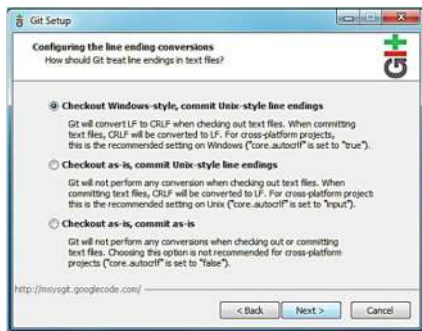 Git Setup
Configuring the line ending conversions
How should Git treat line endings in text files?
git
Checkout Windows-style, commit Unix-style line endings
Git will convert LF to CRLF when checking out text files. When committing
text files, CRLF will be converted to LF. For cross-platform projects,
this is the recommended setting on Windows ("core.autocrlf" is set to "true").
Checkout as-is, commit Unix-style line endings
Git will not perform any conversion when checking out text files. When
committing text files, CRLF will be converted to LF. For cross-platform project
this is the recommended setting on Unix ("core.autocrlf" is set to "input").
Checkout as-is, commit as-is
Git will not perform any conversions when checking out or committing
text files. Choosing this option is not recommended for cross-platform
projects ("core.autocrlf" is set to "false").
http://msysgit.googlecode.com/
< Back
Next >
Cancel